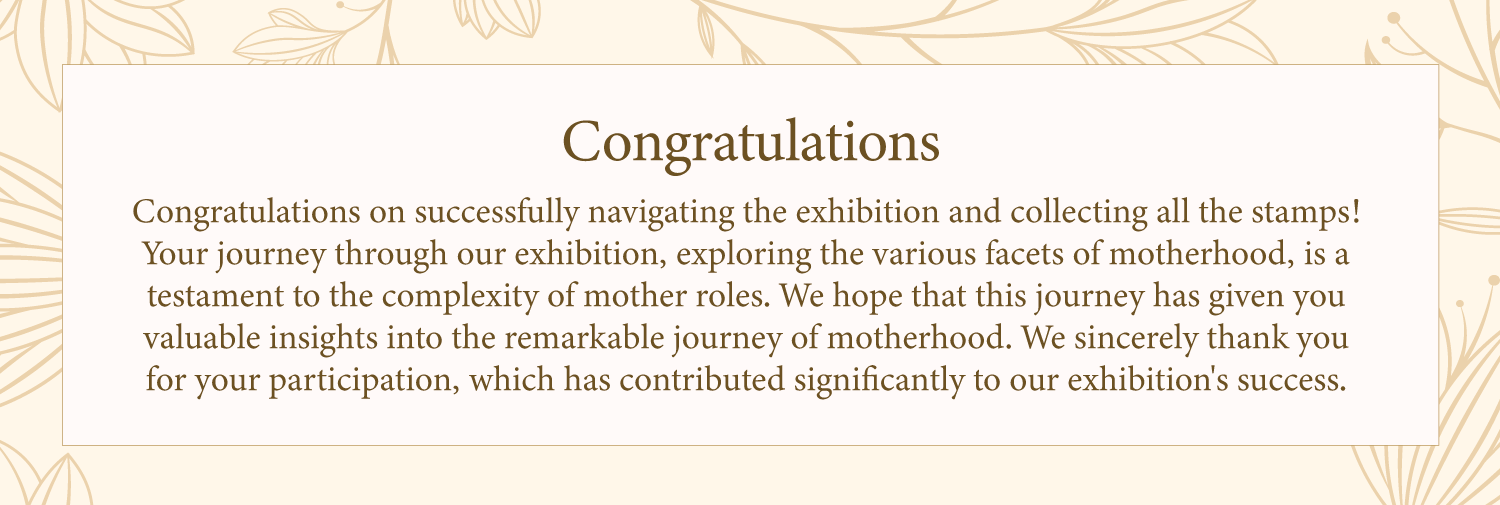 Congratulations
Congratulations on successfully navigating the exhibition and collecting all the stamps!
Your journey through our exhibition, exploring the various facets of motherhood, is a
testament to the complexity of mother roles. We hope that this journey has given you
valuable insights into the remarkable journey of motherhood. We sincerely thank you
for your participation, which has contributed significantly to our exhibition's success.